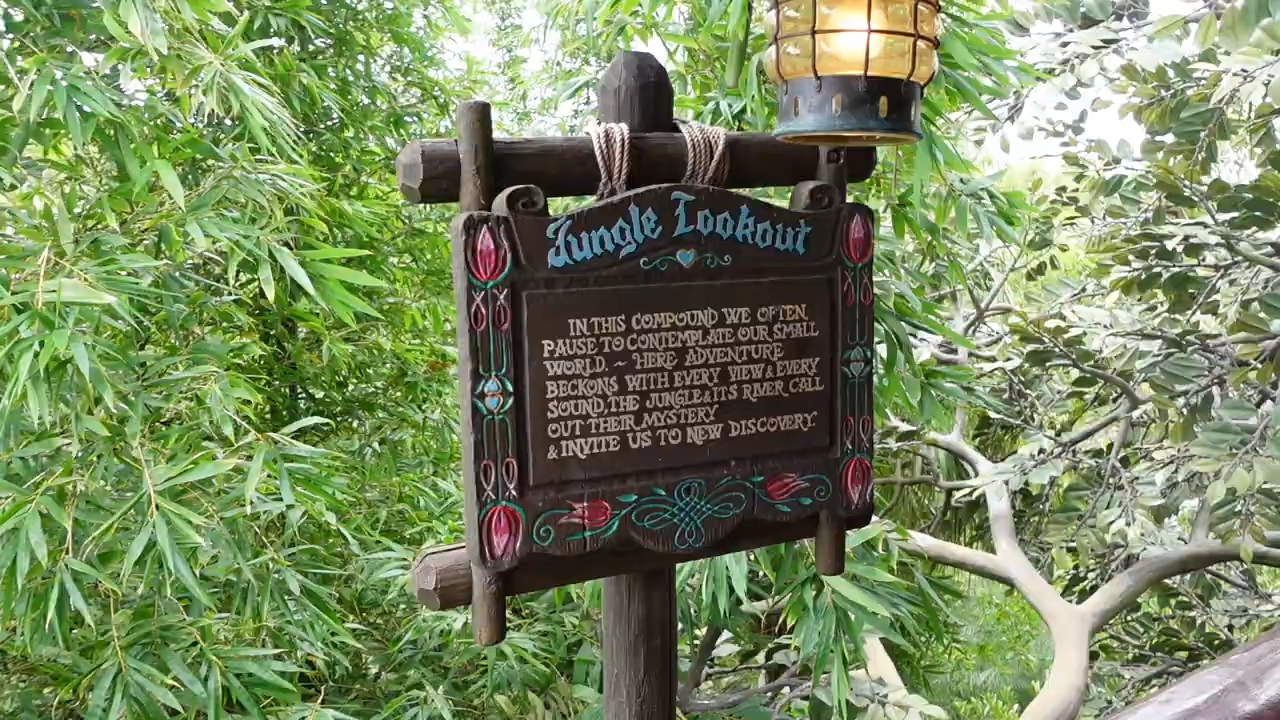 Jungle Lookout
IN THIS COMPOUND WE OFTEN
PAUSE TO CONTEMPLATE OUR SMALL
WORLD. ~ HERE ADVENTURE
BECKONS WITH EVERY VIEW & EVERY
SOUND, THE JUNGLE & ITS RIVER CALL
OUT THEIR MYSTERY
& INVITE US TO NEW DISCOVERY.